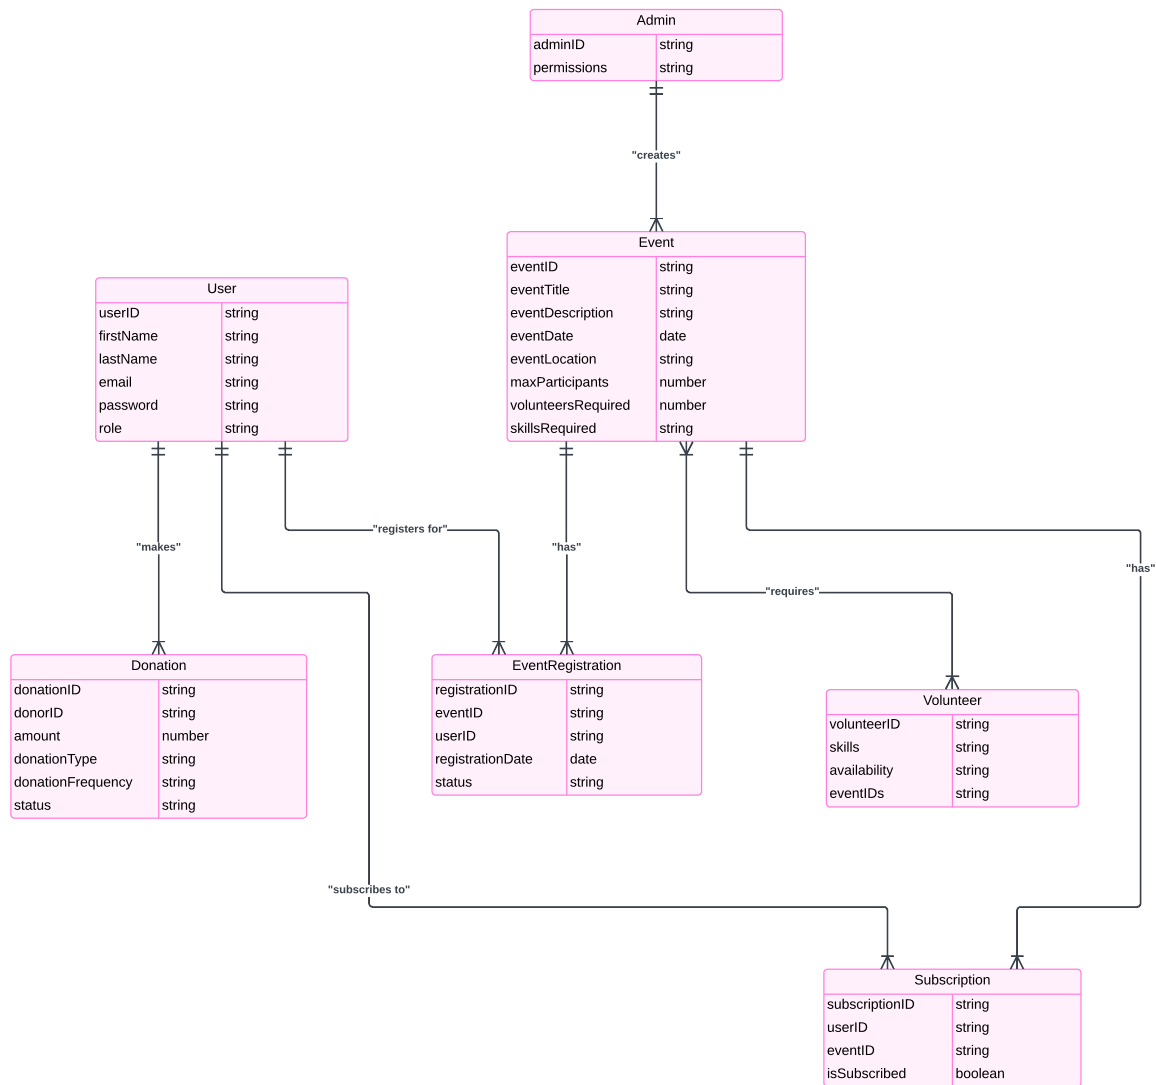 Admin
adminID string
permissions string
"creates"
Event
eventID string
eventTitle string
eventDescription string
eventDate date
eventLocation string
maxParticipants number
volunteersRequired number
skillsRequired string
User
userID string
firstName string
lastName string
email string
password string
role string
"registers for"
"makes"
"has"
"has"
"requires"
Donation
donationID string
donorID string
amount number
donationType string
donationFrequency string
status string
EventRegistration
registrationID string
eventID string
userID string
registrationDate date
status string
Volunteer
volunteerID string
skills string
availability string
eventIDs string
"subscribes to"
Subscription
subscriptionID string
userID string
eventID string
isSubscribed boolean